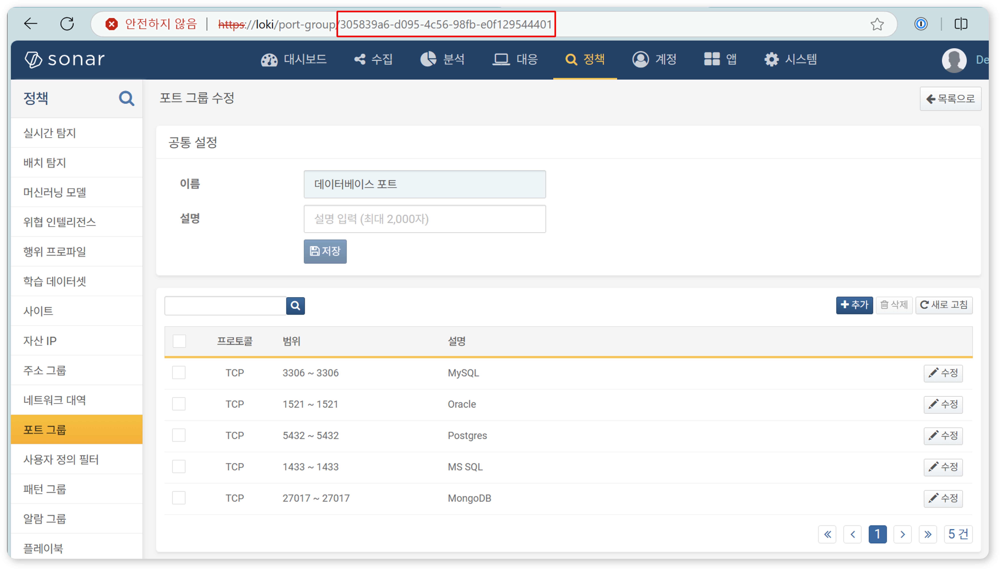 안전하지 않음 | https://loki/port-group/305839a6-d095-4c56-98fb-e0f129544401
sonar 대시보드 수집 분석 대응 정책 계정 앱 시스템 De
정책
실시간 탐지
배치 탐지
머신러닝 모델
위협 인텔리전스
행위 프로파일
학습 데이터셋
사이트
자산 IP
주소 그룹
네트워크 대역
포트 그룹
사용자 정의 필터
패턴 그룹
알람 그룹
플레이북
포트 그룹 수정 목록으로
공통 설정
이름 데이터베이스 포트
설명 설명 입력 (최대 2,000자)
저장
추가 삭제 새로 고침
프로토콜 범위 설명
TCP 3306 ~ 3306 MySQL 수정
TCP 1521 ~ 1521 Oracle 수정
TCP 5432 ~ 5432 Postgres 수정
TCP 1433 ~ 1433 MS SQL 수정
TCP 27017 ~ 27017 MongoDB 수정
« ‹ 1 › » 5 건